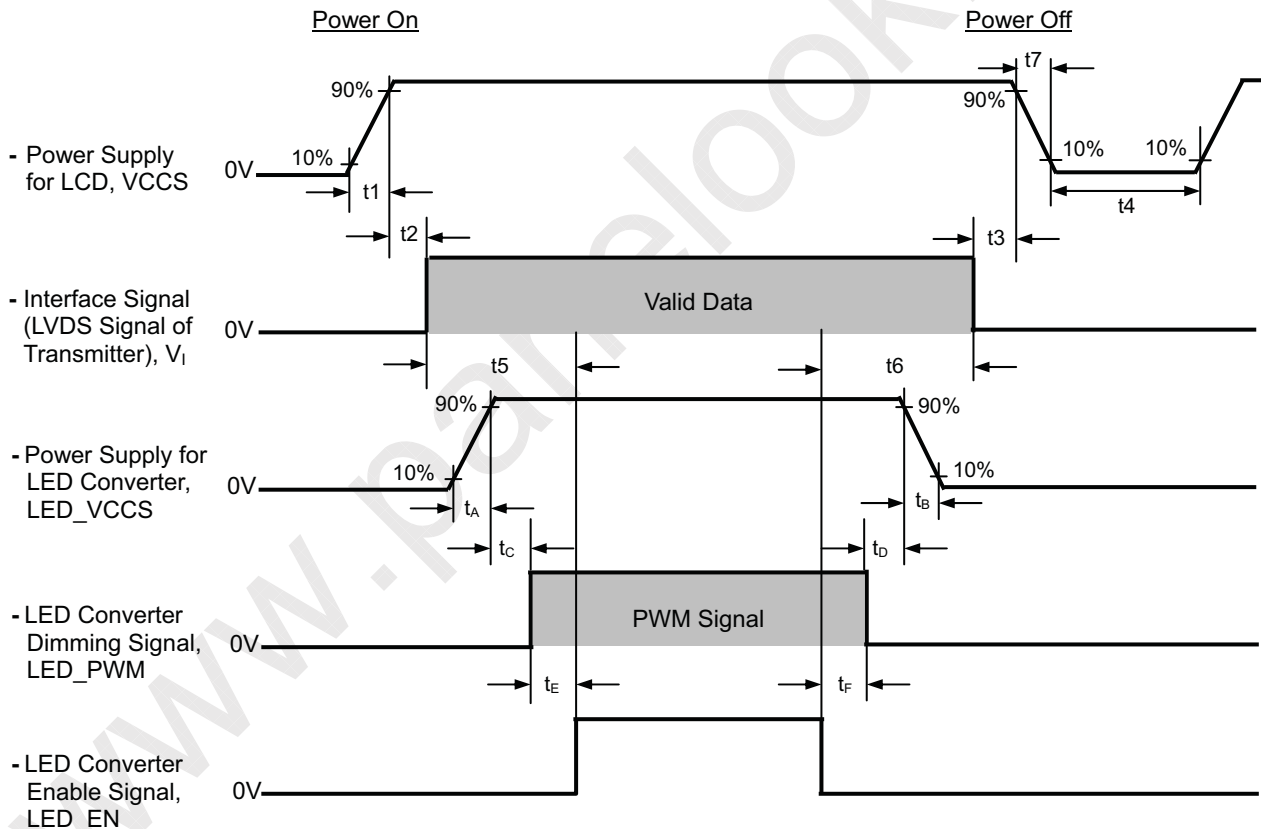 Power On
Power Off
t7
90%
90%
10%
10%
10%
- Power Supply
for LCD, VCCS
0V
t1
t4
t2
t3
Valid Data
- Interface Signal
(LVDS Signal of
Transmitter), VI
0V
t5
t6
90%
90%
- Power Supply for
LED Converter,
LED_VCCS
0V
10%
10%
tA
tB
tC
tD
PWM Signal
- LED Converter
Dimming Signal,
LED_PWM
0V
tE
tF
- LED Converter
Enable Signal,
LED_EN
0V
www.panelook